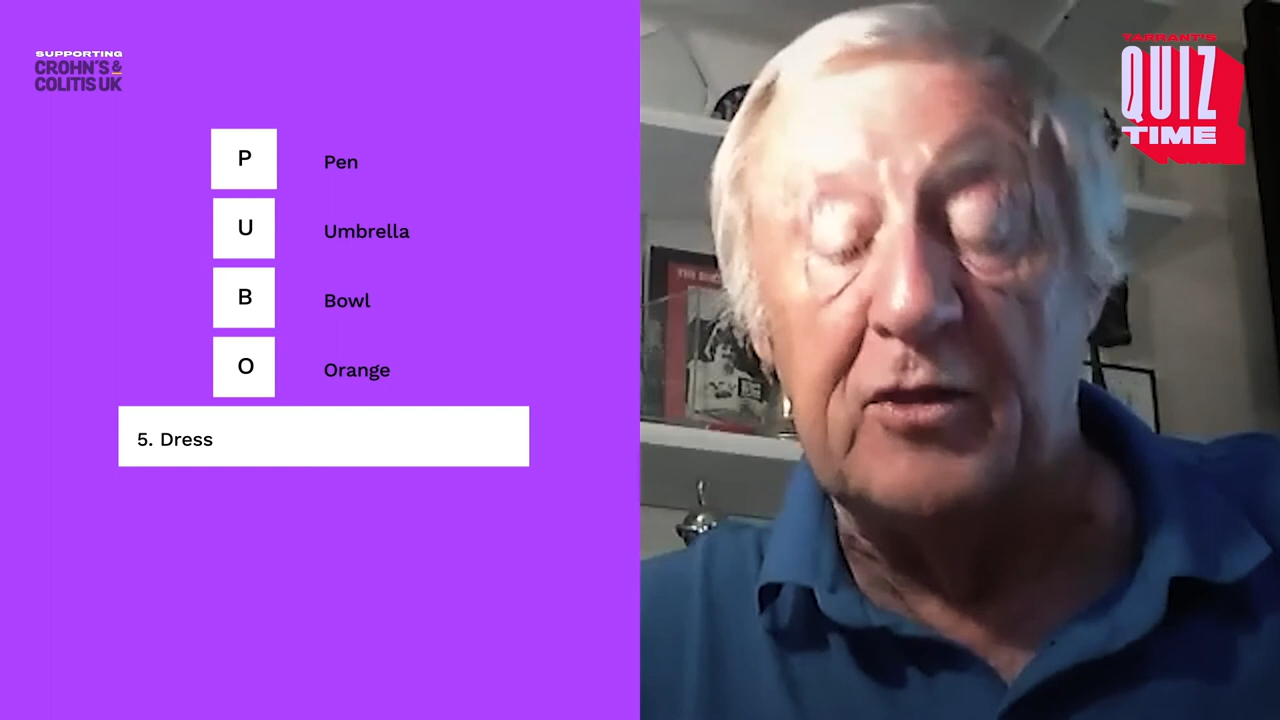 SUPPORTING
CROHN'S &
COLITIS UK
P Pen
U Umbrella
B Bowl
O Orange
5. Dress
TARRANT'S
QUIZ
TIME